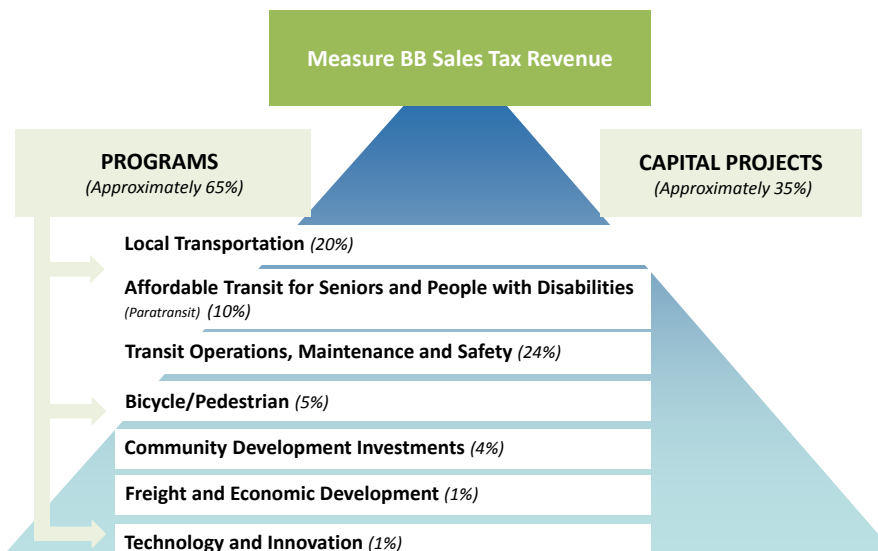 Measure BB Sales Tax Revenue
PROGRAMS
(Approximately 65%)
CAPITAL PROJECTS
(Approximately 35%)
Local Transportation (20%)
Affordable Transit for Seniors and People with Disabilities
(Paratransit) (10%)
Transit Operations, Maintenance and Safety (24%)
Bicycle/Pedestrian (5%)
Community Development Investments (4%)
Freight and Economic Development (1%)
Technology and Innovation (1%)